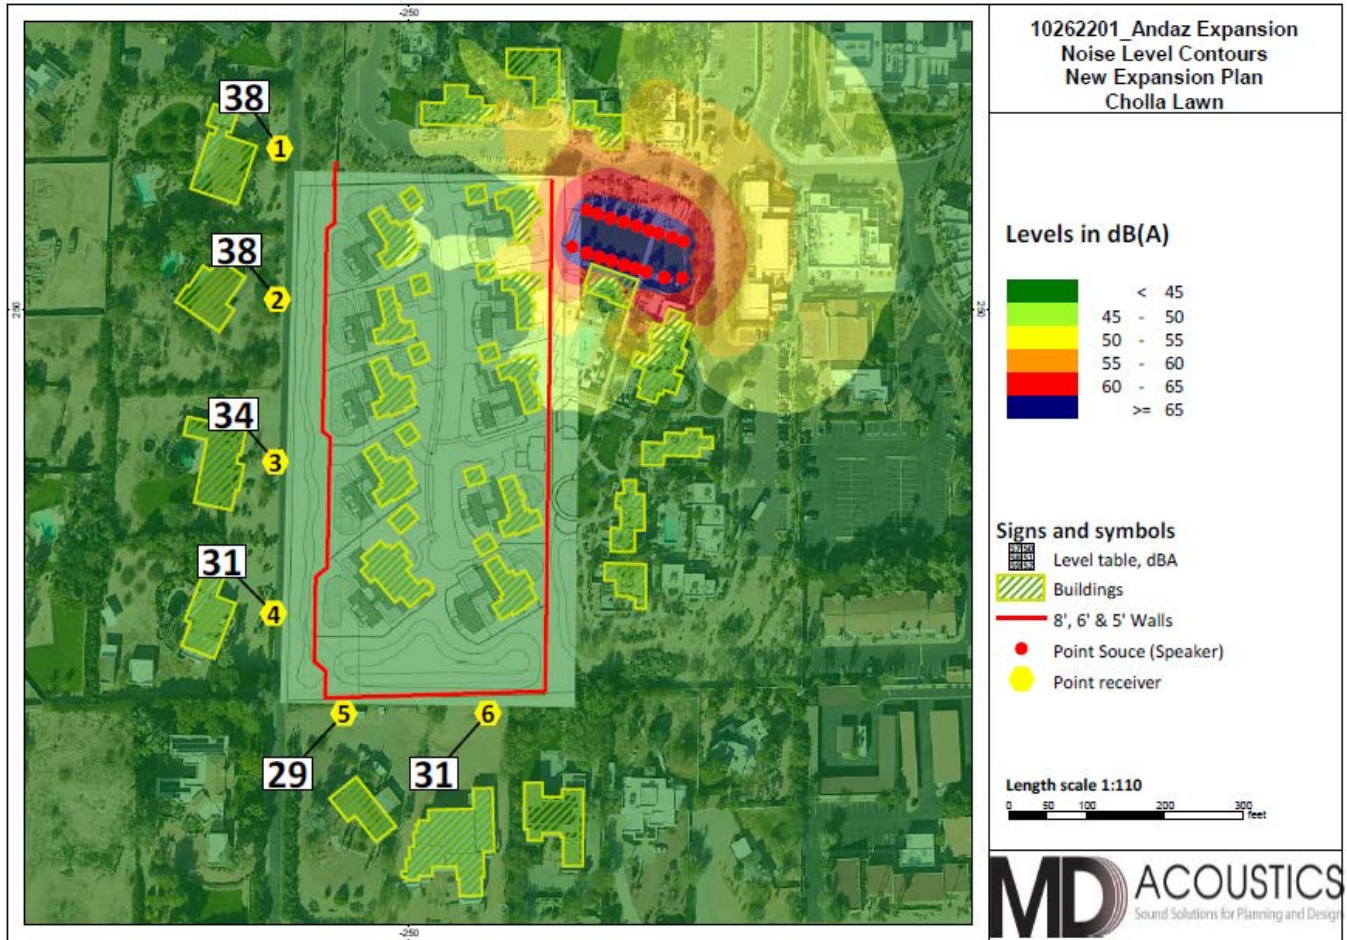 -250
10262201_Andaz Expansion
Noise Level Contours
New Expansion Plan
Cholla Lawn
38
1
38
2
34
3
31
4
5
6
29
31
250
250
-250
Levels in dB(A)
< 45
45 - 50
50 - 55
55 - 60
60 - 65
>= 65
Signs and symbols
Level table, dBA
Buildings
8', 6' & 5' Walls
Point Souce (Speaker)
Point receiver
Length scale 1:110
0 50 100 200 300
feet
MD ACOUSTICS
Sound Solutions for Planning and Design